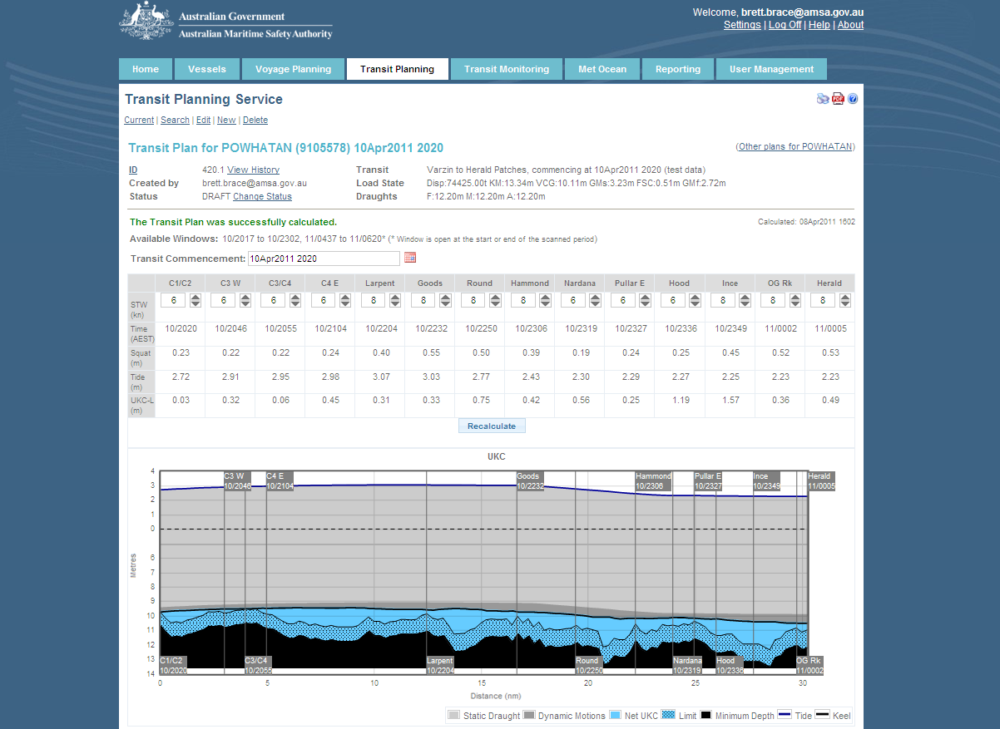 Australian Government
Australian Maritime Safety Authority
Welcome, brett.brace@amsa.gov.au
Settings | Log Off | Help | About
Home Vessels Voyage Planning Transit Planning Transit Monitoring Met Ocean Reporting User Management
Transit Planning Service
PDF ?
Current | Search | Edit | New | Delete
Transit Plan for POWHATAN (9105578) 10Apr2011 2020
(Other plans for POWHATAN)
ID 420.1 View History Transit Varzin to Herald Patches, commencing at 10Apr2011 2020 (test data)
Created by brett.brace@amsa.gov.au Load State Disp:74425.00t KM:13.34m VCG:10.11m GMs:3.23m FSC:0.51m GMf:2.72m
Status DRAFT Change Status Draughts F:12.20m M:12.20m A:12.20m
The Transit Plan was successfully calculated. Calculated: 08Apr2011 1602
Available Windows: 10/2017 to 10/2302, 11/0437 to 11/0620* (* Window is open at the start or end of the scanned period)
Transit Commencement: 10Apr2011 2020
C1/C2 C3 W C3/C4 C4 E Larpent Goods Round Hammond Nardana Pullar E Hood Ince OG Rk Herald
STW (kn) 6 6 6 6 8 8 8 8 6 6 6 8 8 8
Time (AEST) 10/2020 10/2046 10/2055 10/2104 10/2204 10/2232 10/2250 10/2306 10/2319 10/2327 10/2336 10/2349 11/0002 11/0005
Squat (m) 0.23 0.22 0.22 0.24 0.40 0.55 0.50 0.39 0.19 0.24 0.25 0.45 0.52 0.53
Tide (m) 2.72 2.91 2.95 2.98 3.07 3.03 2.77 2.43 2.30 2.29 2.27 2.25 2.23 2.23
UKC-L (m) 0.03 0.32 0.06 0.45 0.31 0.33 0.75 0.42 0.56 0.25 1.19 1.57 0.36 0.49
Recalculate
UKC
C3 W C4 E Goods Hammond Pullar E Ince Herald
10/2046 10/2104 10/2232 10/2306 10/2327 10/2349 11/0005
4
3
2
1
0
6
7
8
9
10
11
12
13
14
Metres
C1/C2 C3/C4 Larpent Round Nardana Hood OG Rk
10/2020 10/2055 10/2204 10/2250 10/2319 10/2336 11/0002
0 5 10 15 20 25 30
Distance (nm)
Static Draught Dynamic Motions Net UKC Limit Minimum Depth Tide Keel